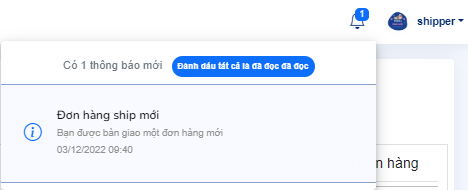 1
shipper
Có 1 thông báo mới
Đánh dấu tất cả là đã đọc đã đọc
Đơn hàng ship mới
Bạn được bàn giao một đơn hàng mới
03/12/2022 09:40
n hàng